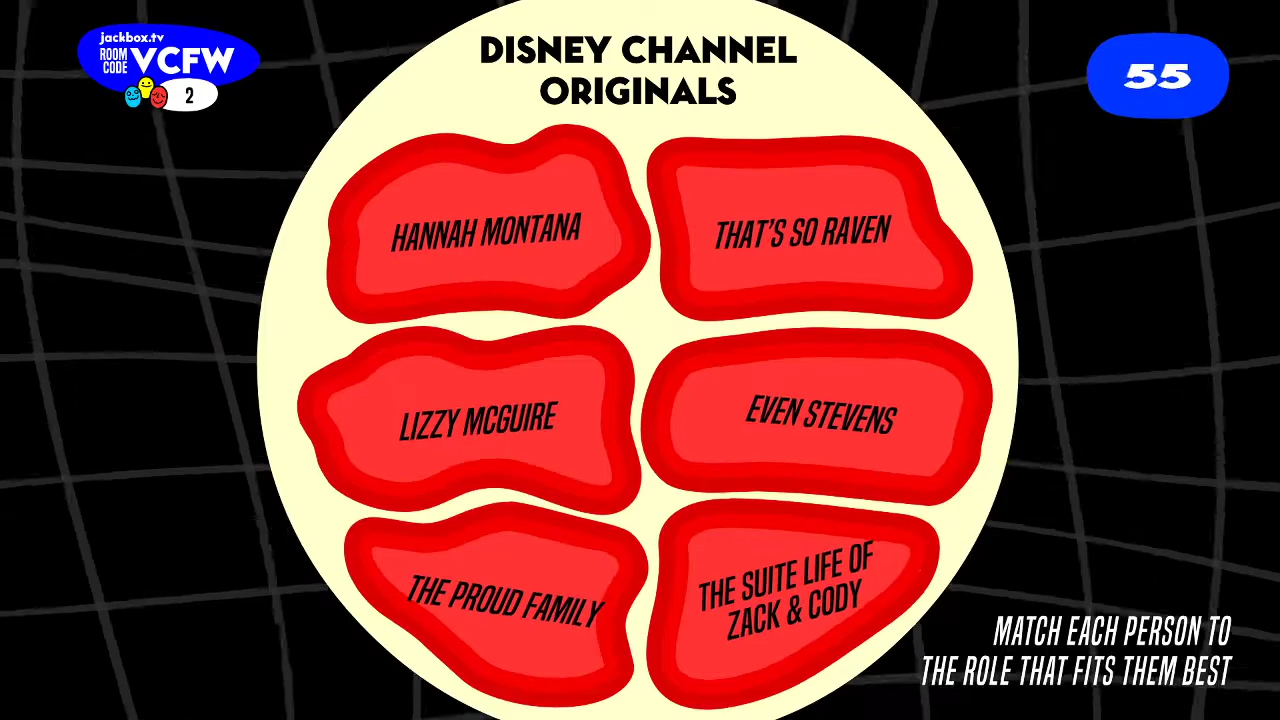 jackbox.tv
ROOM CODE VCFW
2
DISNEY CHANNEL
ORIGINALS
55
HANNAH MONTANA
THAT'S SO RAVEN
LIZZY MCGUIRE
EVEN STEVENS
THE PROUD FAMILY
THE SUITE LIFE OF
ZACK & CODY
MATCH EACH PERSON TO
THE ROLE THAT FITS THEM BEST